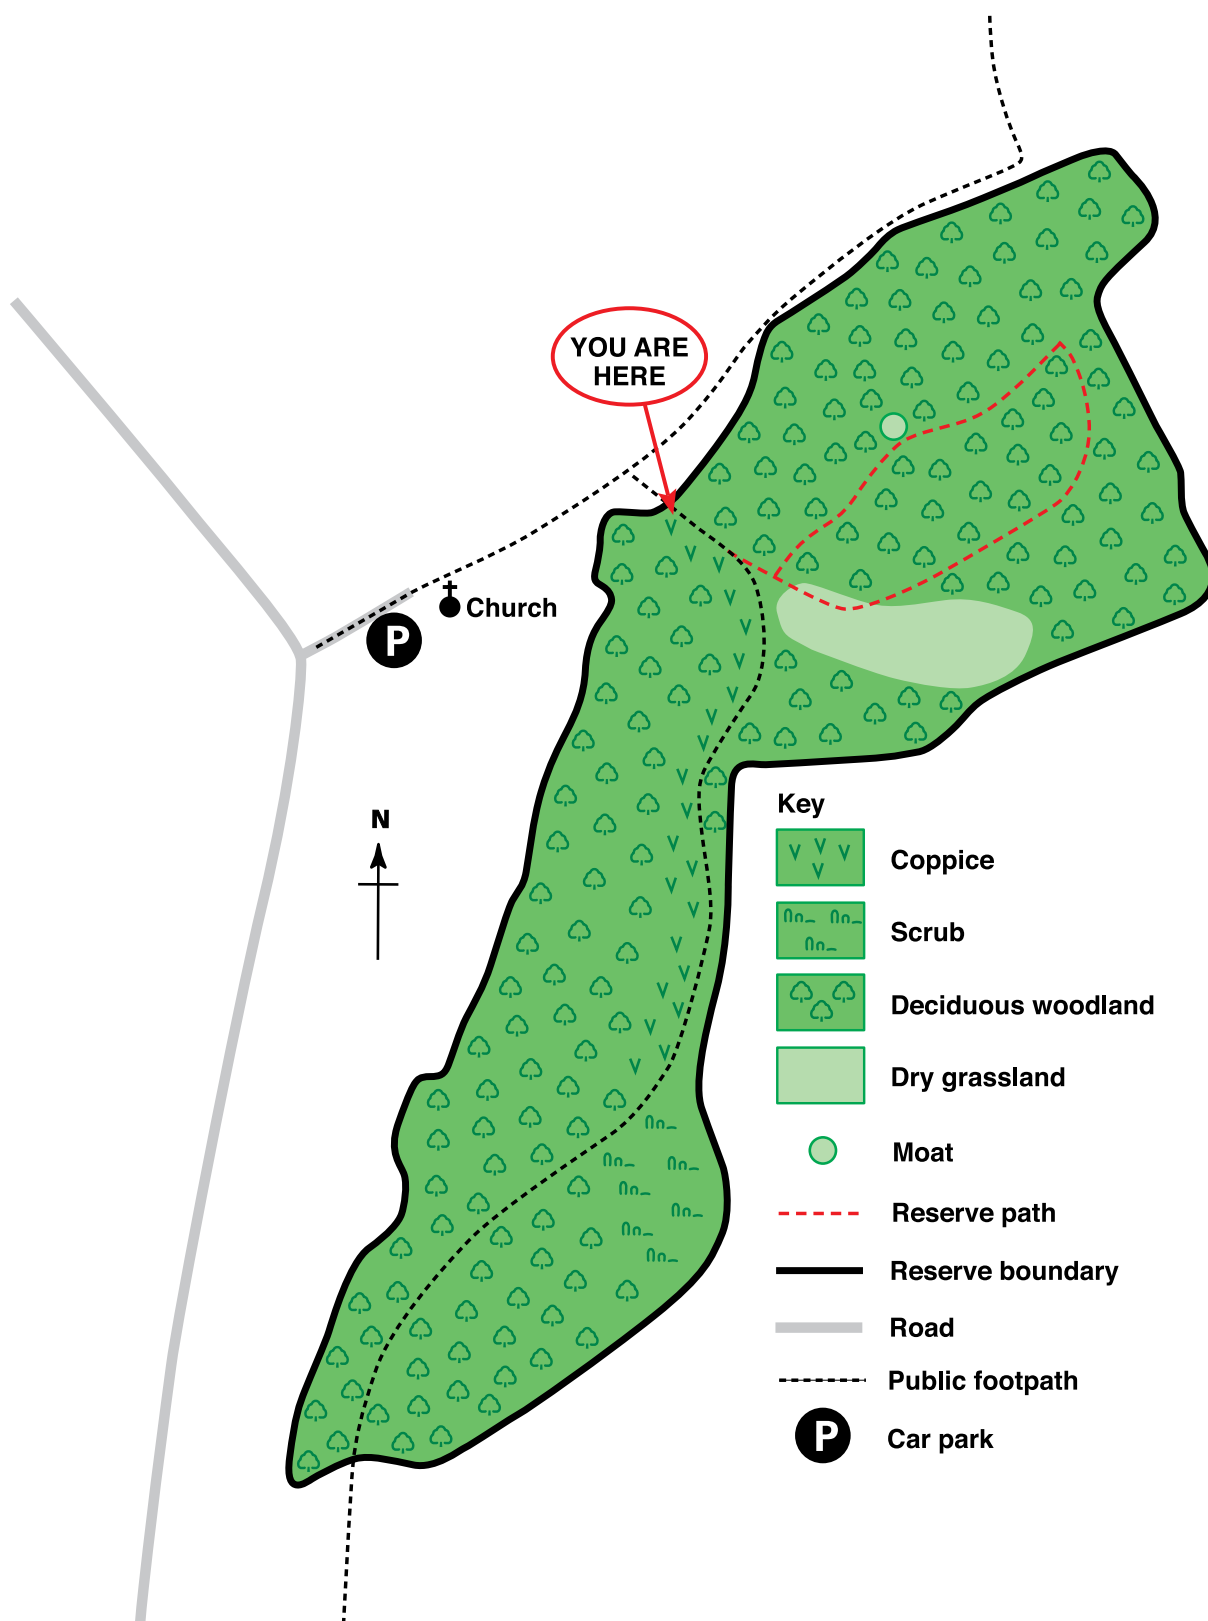 YOU ARE
HERE
Church
P
N
Key
Coppice
Scrub
Deciduous woodland
Dry grassland
Moat
Reserve path
Reserve boundary
Road
Public footpath
P
Car park